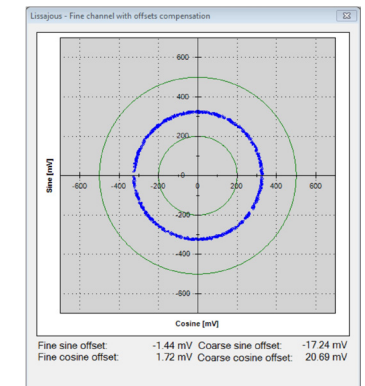 Lissajous - Fine channel with offsets compensation
600
400
200
-600 -400 -200 0 200 400 600
-200
-400
-600
Sine [mV]
Cosine [mV]
Fine sine offset: -1.44 mV Coarse sine offset: -17.24 mV
Fine cosine offset: 1.72 mV Coarse cosine offset: 20.69 mV